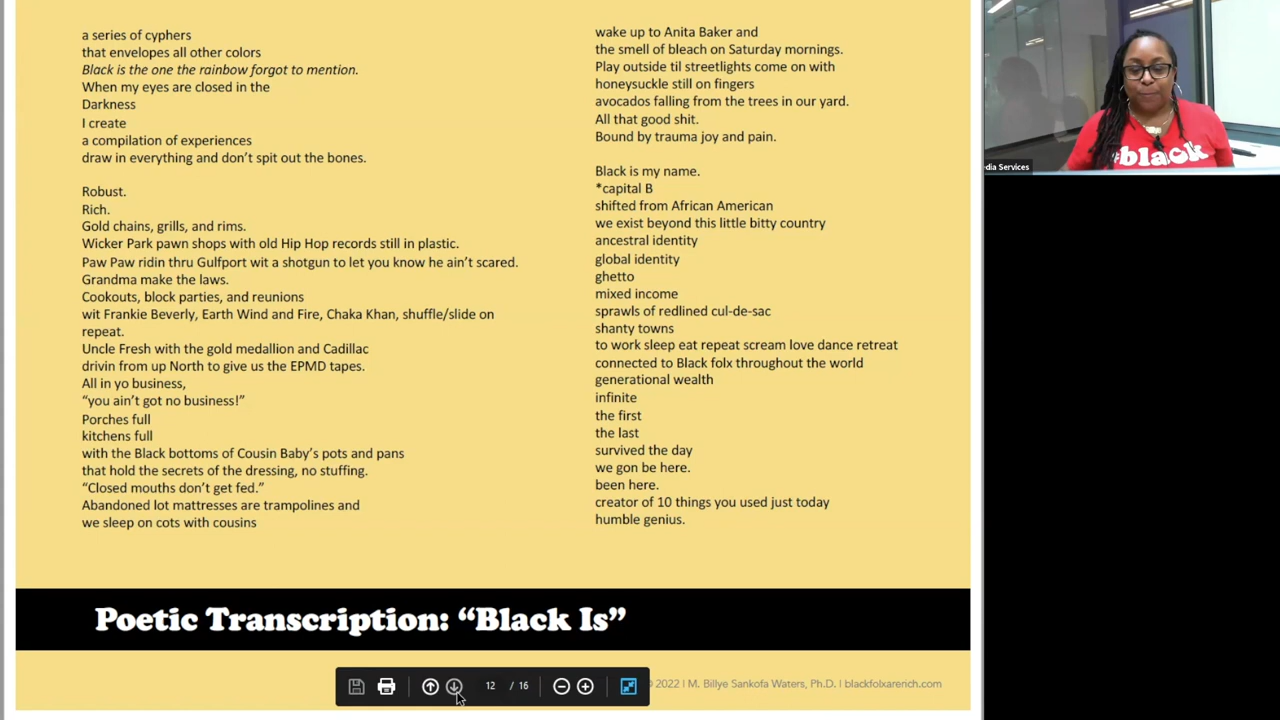 a series of cyphers
that envelopes all other colors
Black is the one the rainbow forgot to mention.
When my eyes are closed in the
Darkness
I create
a compilation of experiences
draw in everything and don't spit out the bones.
Robust.
Rich.
Gold chains, grills, and rims.
Wicker Park pawn shops with old Hip Hop records still in plastic.
Paw Paw ridin thru Gulfport wit a shotgun to let you know he ain't scared.
Grandma make the laws.
Cookouts, block parties, and reunions
wit Frankie Beverly, Earth Wind and Fire, Chaka Khan, shuffle/slide on
repeat.
Uncle Fresh with the gold medallion and Cadillac
drivin from up North to give us the EPMD tapes.
All in yo business,
“you ain't got no business!”
Porches full
kitchens full
with the Black bottoms of Cousin Baby's pots and pans
that hold the secrets of the dressing, no stuffing.
“Closed mouths don't get fed.”
Abandoned lot mattresses are trampolines and
we sleep on cots with cousins
wake up to Anita Baker and
the smell of bleach on Saturday mornings.
Play outside til streetlights come on with
honeysuckle still on fingers
avocados falling from the trees in our yard.
All that good shit.
Bound by trauma joy and pain.
Black is my name.
*capital B
shifted from African American
we exist beyond this little bitty country
ancestral identity
global identity
ghetto
mixed income
sprawls of redlined cul-de-sac
shanty towns
to work sleep eat repeat scream love dance retreat
connected to Black folx throughout the world
generational wealth
infinite
the first
the last
survived the day
we gon be here.
been here.
creator of 10 things you used just today
humble genius.
Poetic Transcription: “Black Is”
12 / 16
© 2022 | M. Billye Sankofa Waters, Ph.D. | blackfolxarench.com
dia Services
#black